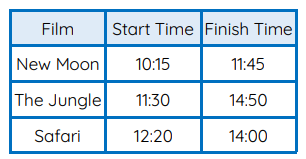 Film Start Time Finish Time
New Moon 10:15 11:45
The Jungle 11:30 14:50
Safari 12:20 14:00